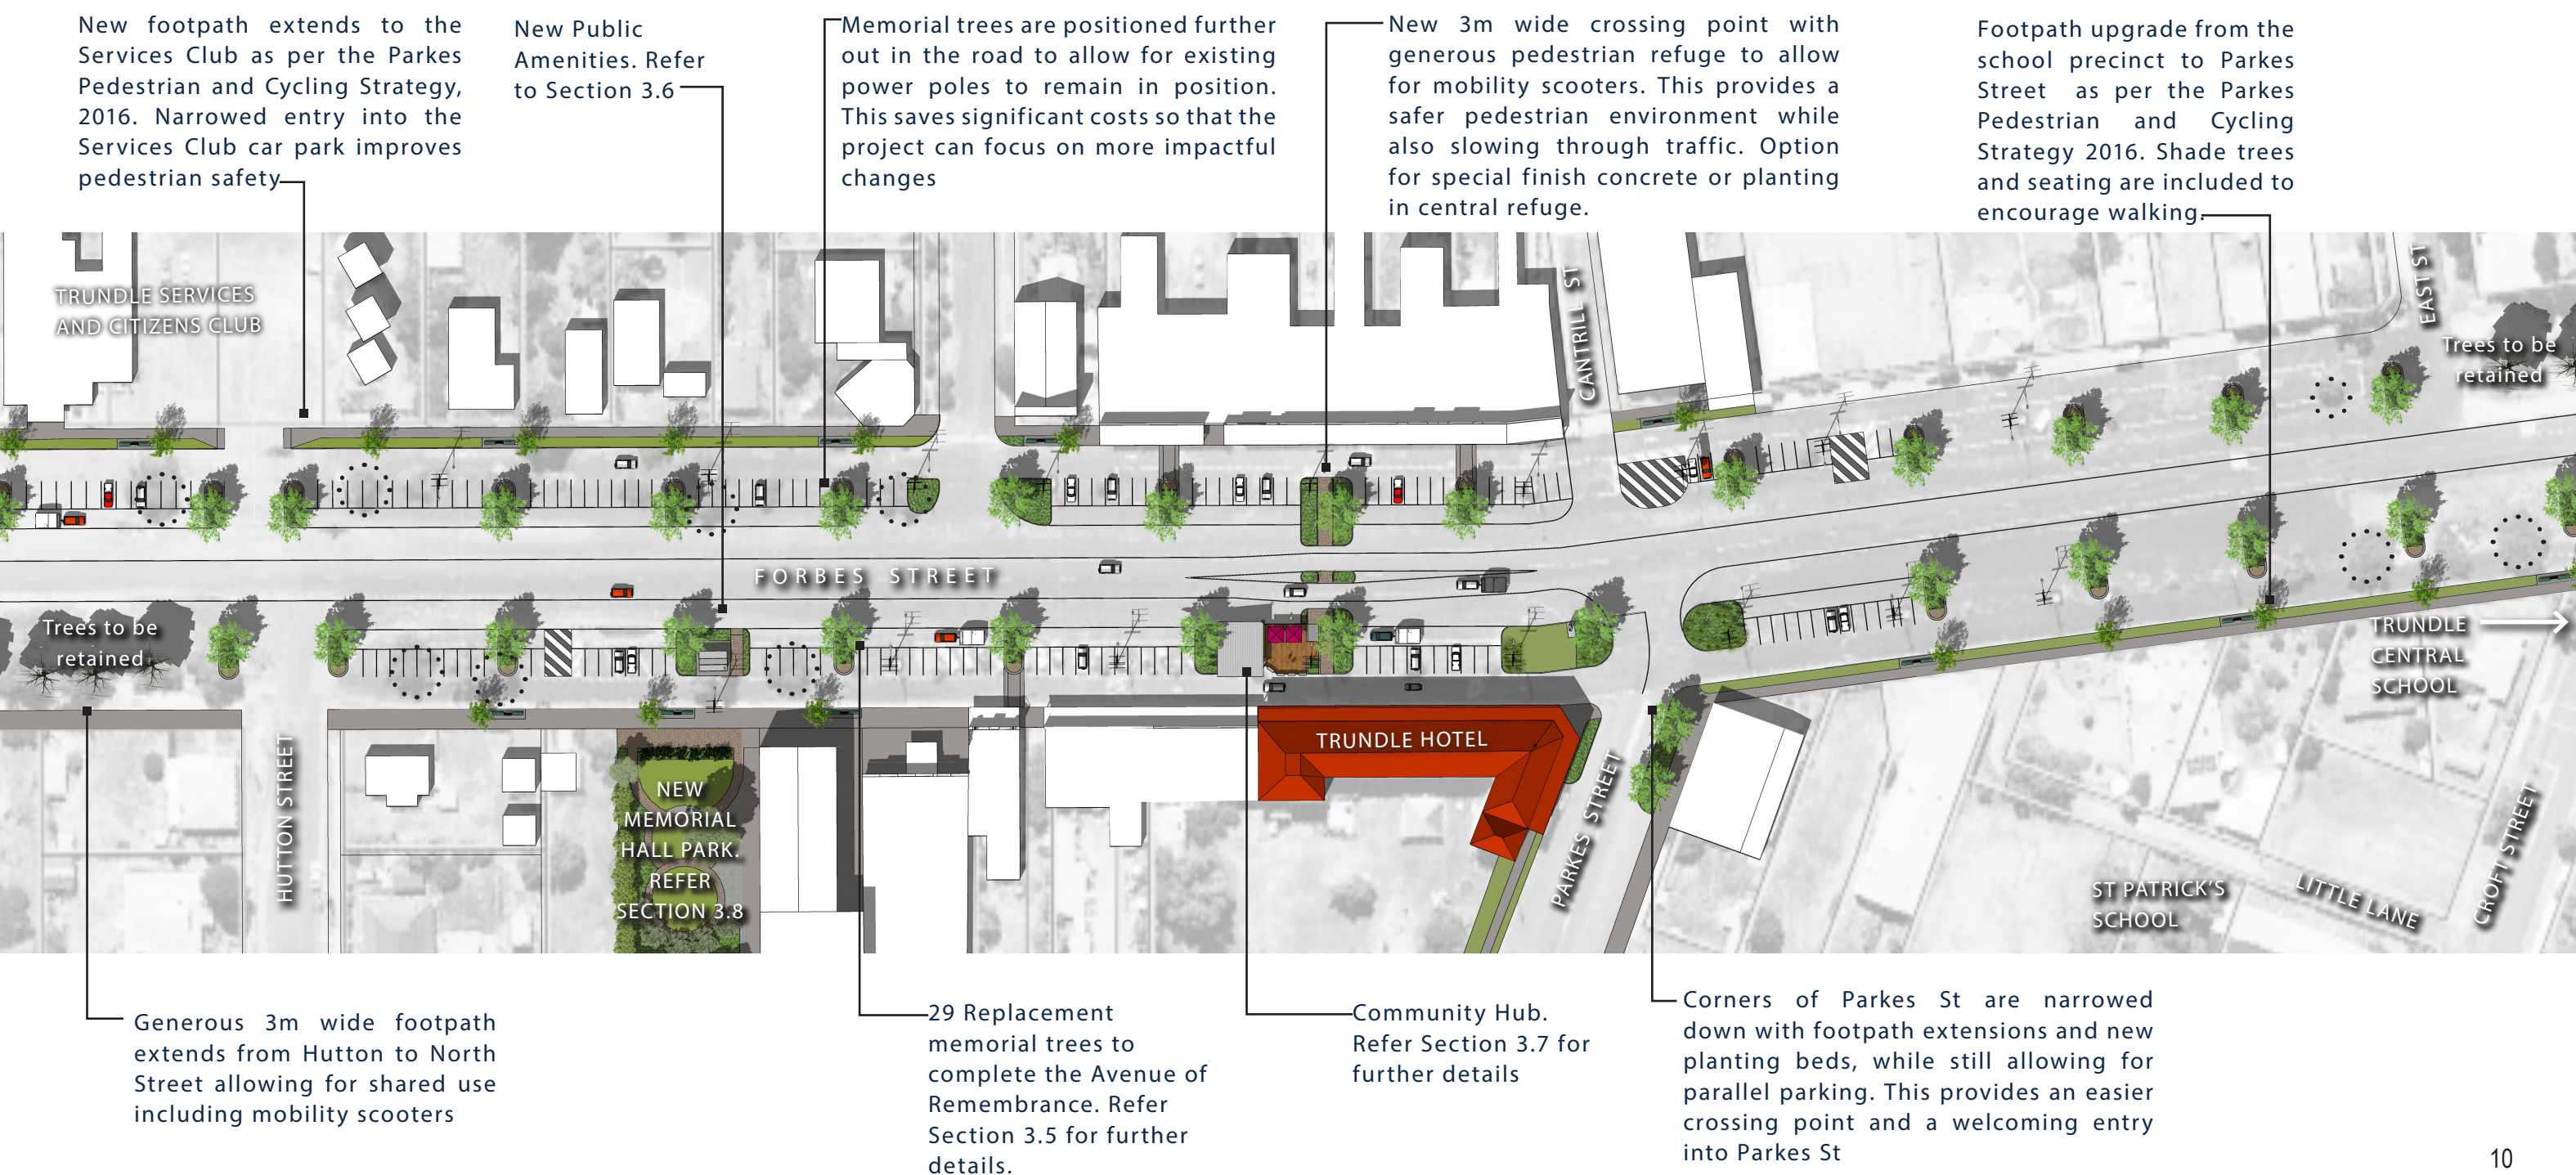 New footpath extends to the
Services Club as per the Parkes
Pedestrian and Cycling Strategy,
2016. Narrowed entry into the
Services Club car park improves
pedestrian safety
New Public
Amenities. Refer
to Section 3.6
Memorial trees are positioned further
out in the road to allow for existing
power poles to remain in position.
This saves significant costs so that the
project can focus on more impactful
changes
New 3m wide crossing point with
generous pedestrian refuge to allow
for mobility scooters. This provides a
safer pedestrian environment while
also slowing through traffic. Option
for special finish concrete or planting
in central refuge.
Footpath upgrade from the
school precinct to Parkes
Street as per the Parkes
Pedestrian and Cycling
Strategy 2016. Shade trees
and seating are included to
encourage walking.
TRUNDLE SERVICES
AND CITIZENS CLUB
CANTRILL ST
EAST ST
Trees to be
retained
FORBES STREET
Trees to be
retained
TRUNDLE
CENTRAL
SCHOOL
HUTTON STREET
NEW
MEMORIAL
HALL PARK.
REFER
SECTION 3.8
TRUNDLE HOTEL
PARKES STREET
ST PATRICK'S
SCHOOL
LITTLE LANE
CROFT STREET
Generous 3m wide footpath
extends from Hutton to North
Street allowing for shared use
including mobility scooters
29 Replacement
memorial trees to
complete the Avenue of
Remembrance. Refer
Section 3.5 for further
details.
Community Hub.
Refer Section 3.7 for
further details
Corners of Parkes St are narrowed
down with footpath extensions and new
planting beds, while still allowing for
parallel parking. This provides an easier
crossing point and a welcoming entry
into Parkes St
10